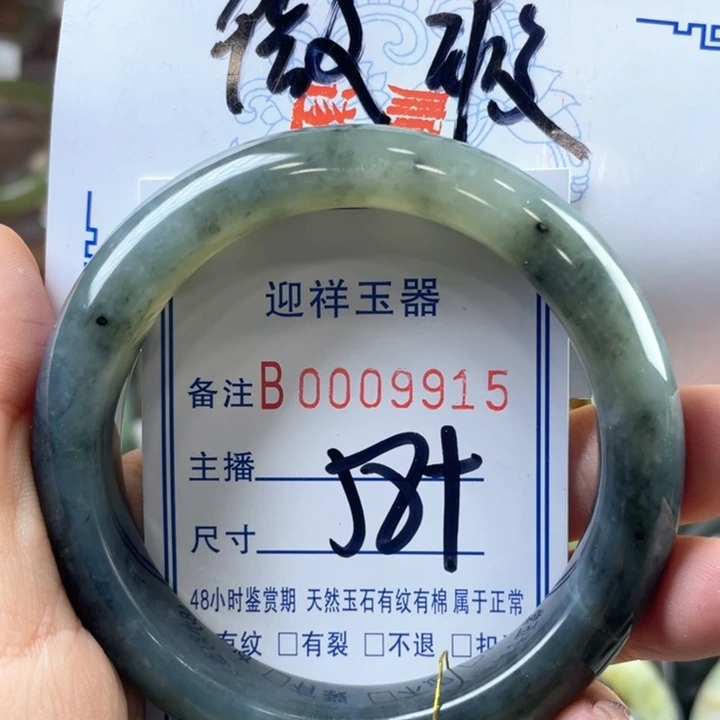 迎祥玉器
备注B0009915
主播
尺寸
58+
48小时鉴赏期 天然玉石有纹有棉 属于正常
有纹 □有裂 □不退 □扣